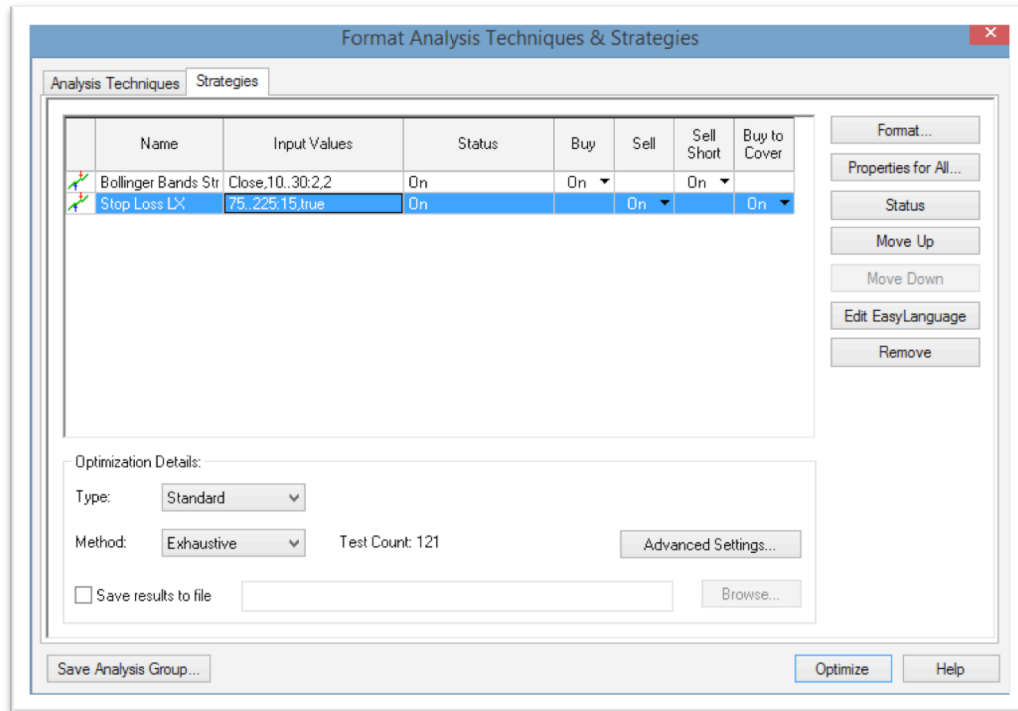 Format Analysis Techniques & Strategies
Analysis Techniques Strategies
Name Input Values Status Buy Sell Sell Short Buy to Cover
Bollinger Bands Str Close,10..30:2,2 On On On
Stop Loss LX 75..225:15,true On On On
Format...
Properties for All...
Status
Move Up
Move Down
Edit EasyLanguage
Remove
Optimization Details:
Type: Standard
Method: Exhaustive Test Count: 121 Advanced Settings...
Save results to file Browse...
Save Analysis Group... Optimize Help